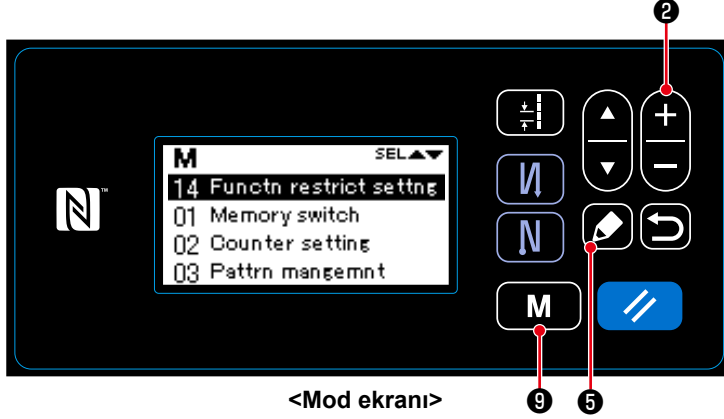 ❷
M SEL▲▼
14 Functn restrict settng
01 Memory switch
02 Counter setting
03 Pattrn mangemnt
N™
M
<Mod ekranı>
❾ ❺